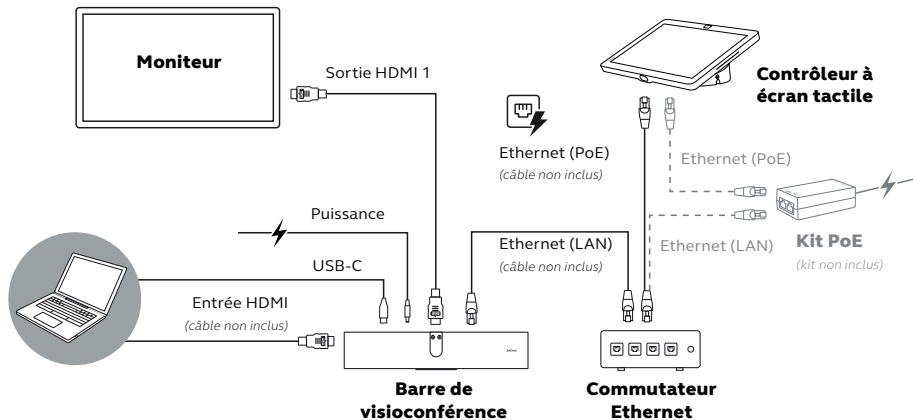 Moniteur
Sortie HDMI 1
Contrôleur à
écran tactile
Ethernet (PoE)
(câble non inclus)
Ethernet (PoE)
Puissance
Ethernet (LAN)
(câble non inclus)
Ethernet (LAN)
Kit PoE
(kit non inclus)
USB-C
Entrée HDMI
(câble non inclus)
Jabra
Barre de
visioconférence
Commutateur
Ethernet